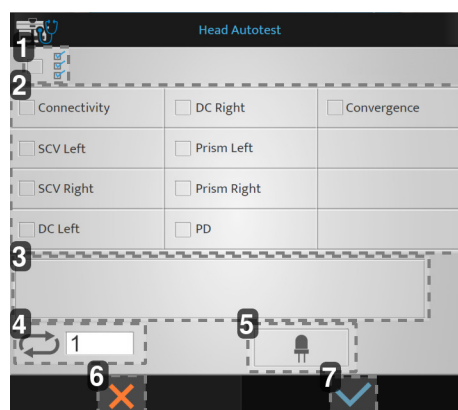 Head Autotest
1
2
Connectivity DC Right Convergence
SCV Left Prism Left
SCV Right Prism Right
DC Left PD
3
4 1 5
6 7